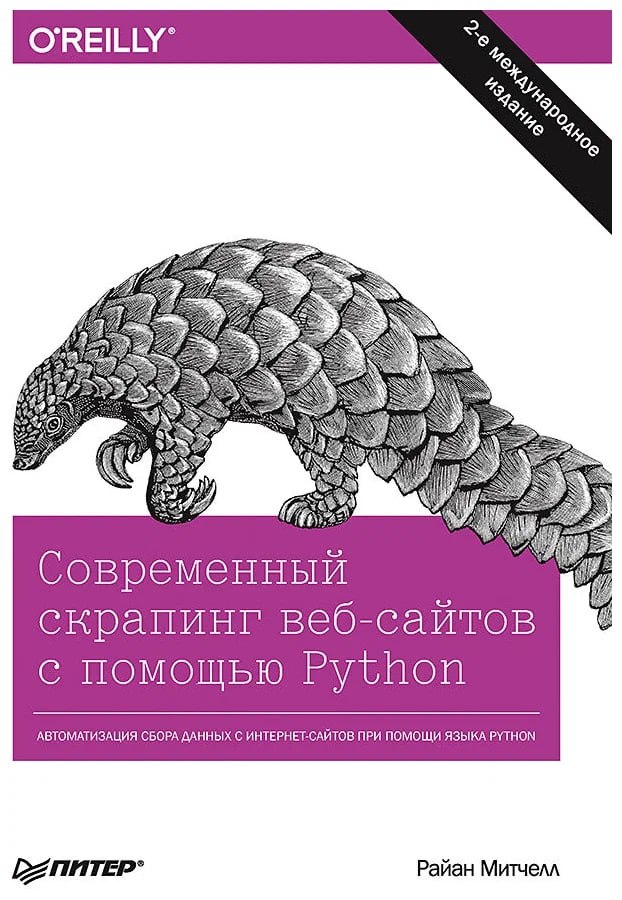 O'REILLY®
2-е международное
издание
Современный
скрапинг веб-сайтов
с помощью Python
АВТОМАТИЗАЦИЯ СБОРА ДАННЫХ С ИНТЕРНЕТ-САЙТОВ ПРИ ПОМОЩИ ЯЗЫКА PYTHON
ПИТЕР®
Райан Митчелл